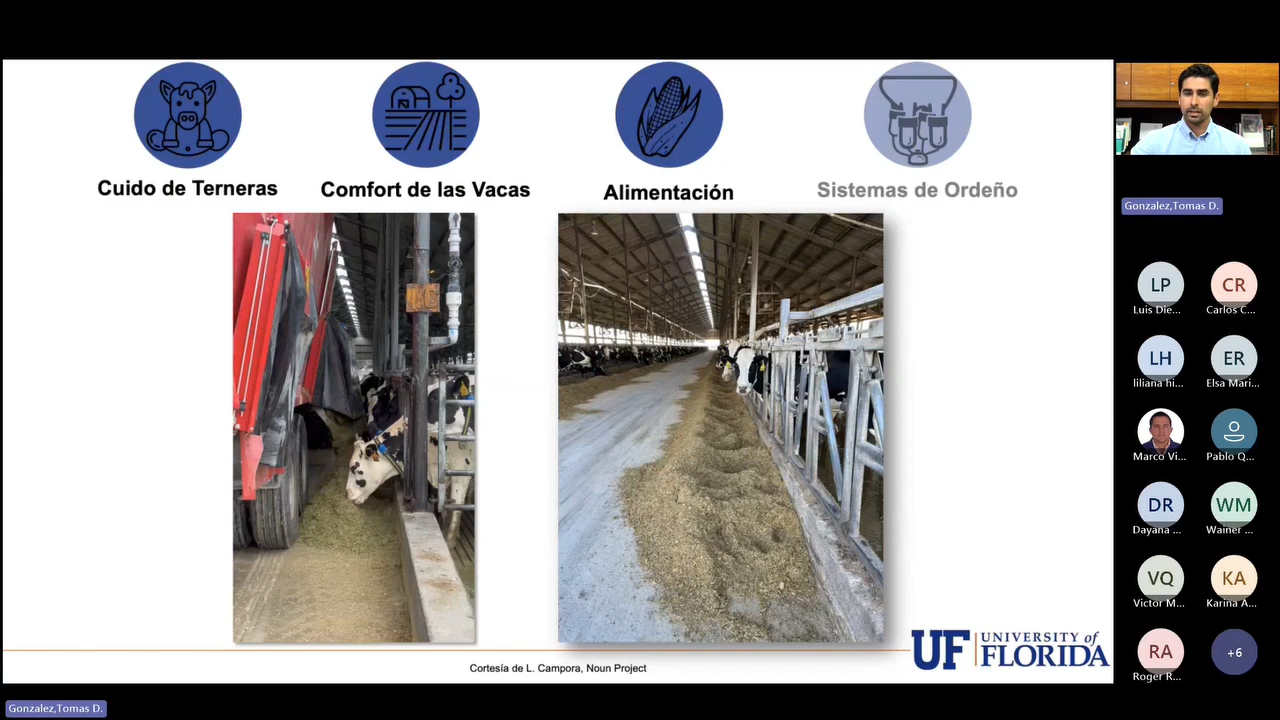 Cuido de Terneras
Comfort de las Vacas
Alimentación
Sistemas de Ordeño
Cortesía de L. Campora, Noun Project
UF UNIVERSITY of
FLORIDA
Gonzalez,Tomas D.
LP
CR
Luis Die...
Carlos C...
LH
ER
liliana hi...
Elsa Mari...
Marco Vi...
Pablo Q...
DR
WM
Dayana ...
Wainer ...
VQ
KA
Victor M...
Karina A...
RA
+6
Roger R...
Gonzalez,Tomas D.